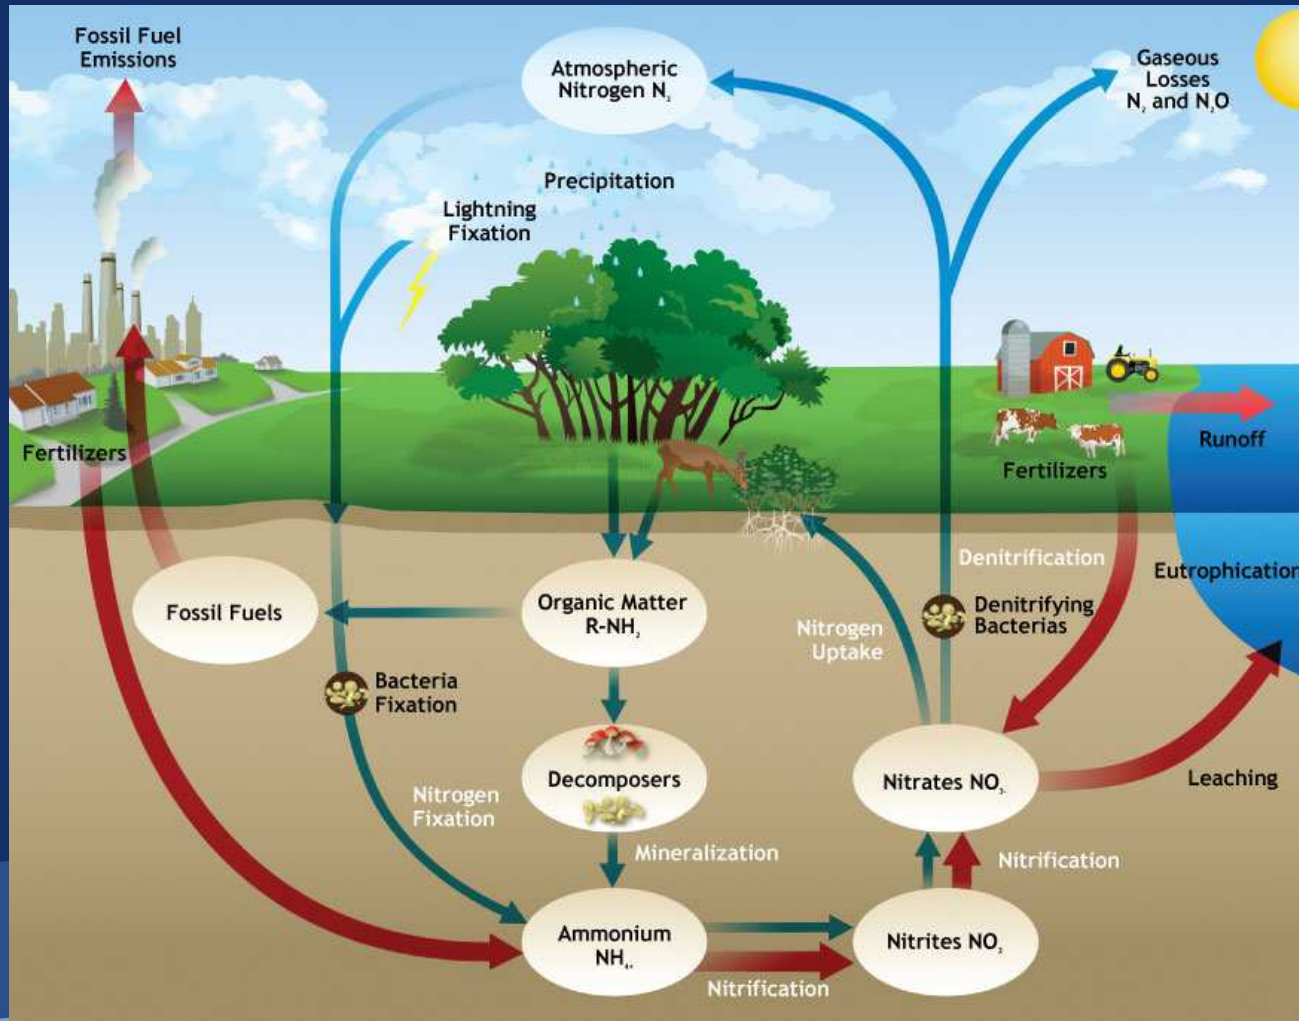 Fossil Fuel
Emissions
Atmospheric
Nitrogen N₂
Gaseous
Losses
N₂ and N₂O
Precipitation
Lightning
Fixation
Fertilizers
Runoff
Fertilizers
Denitrification
Eutrophication
Fossil Fuels
Organic Matter
R-NH₂
Nitrogen
Uptake
Denitrifying
Bacterias
Bacteria
Fixation
Decomposers
Nitrates NO₃-
Leaching
Nitrogen
Fixation
Mineralization
Nitrification
Ammonium
NH₄+
Nitrites NO₂
Nitrification